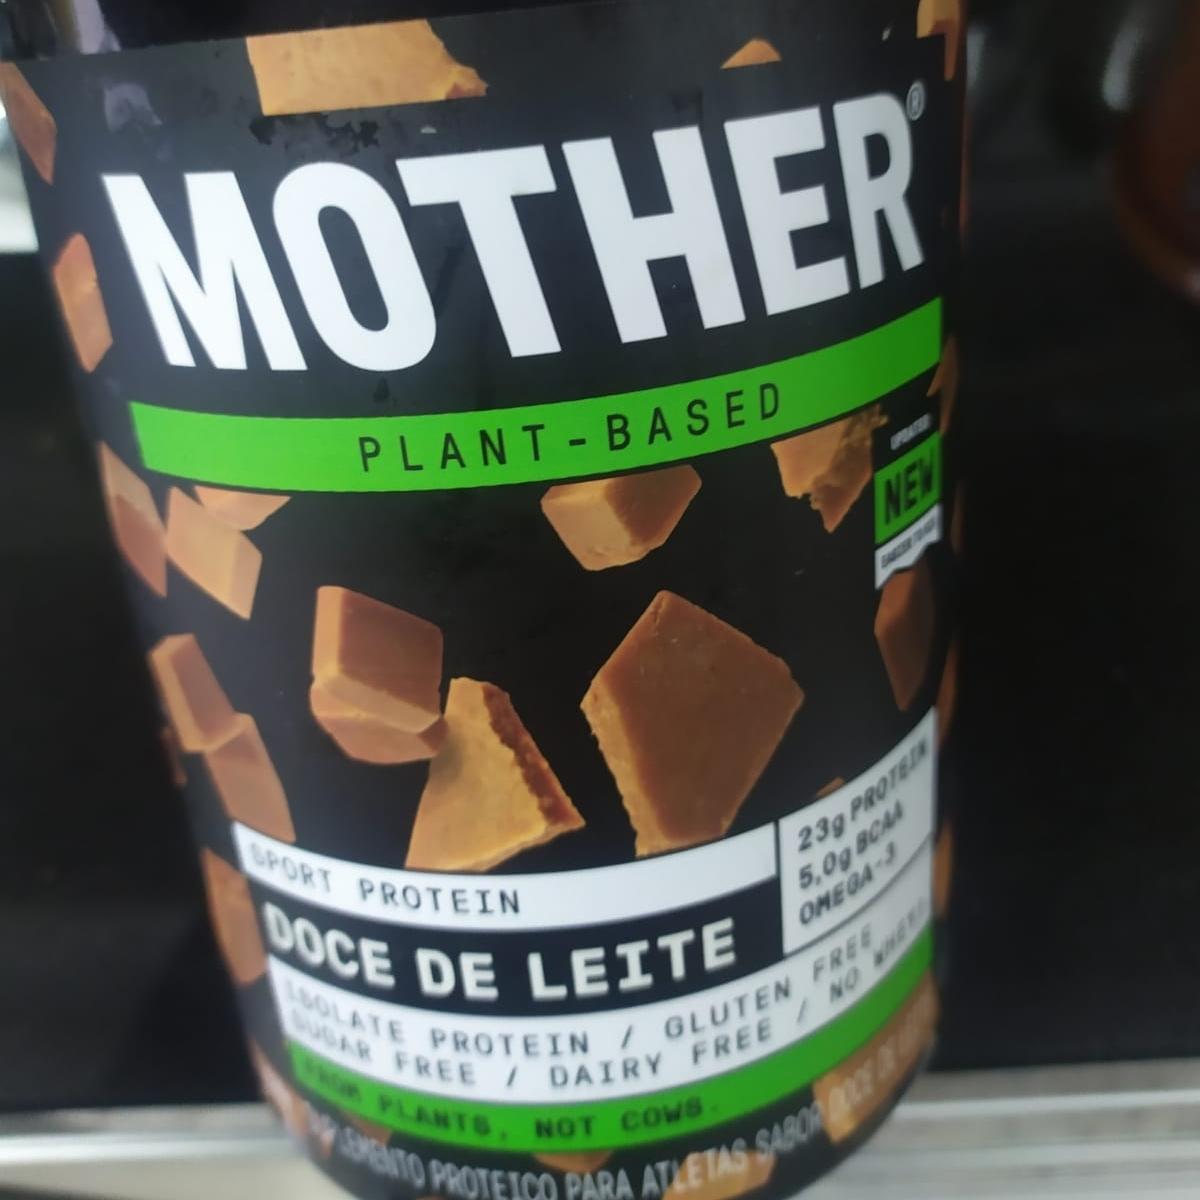 MOTHER®
PLANT-BASED
NEW
SPORT PROTEIN
DOCE DE LEITE
23g PROTEIN
5,0g BCAA
OMEGA-3
ISOLATE PROTEIN / GLUTEN FREE
SUGAR FREE / DAIRY FREE / NO WHEY
FROM PLANTS, NOT COWS.
SUPLEMENTO PROTEICO PARA ATLETAS SABOR DOCE DE LEITE